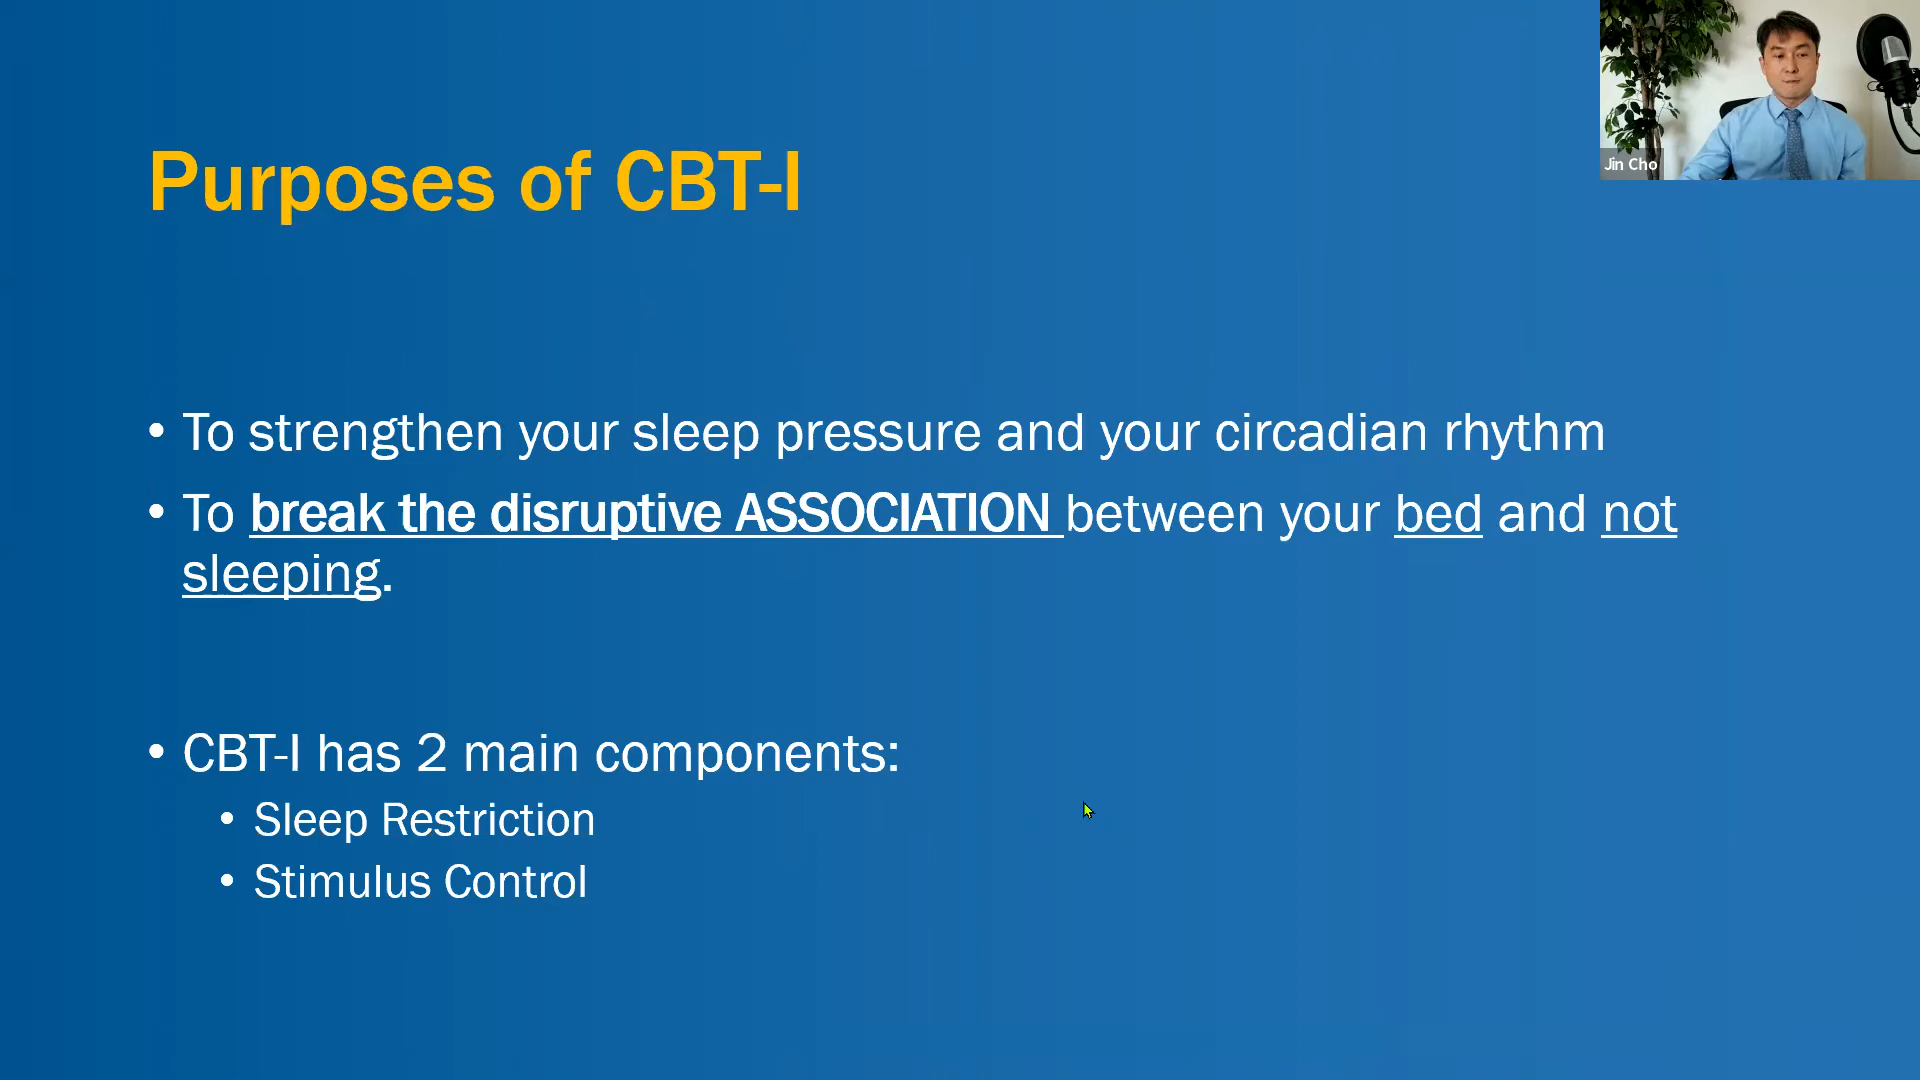 Purposes of CBT-I
Jin Cho
• To strengthen your sleep pressure and your circadian rhythm
• To break the disruptive ASSOCIATION between your bed and not
sleeping.
• CBT-I has 2 main components:
• Sleep Restriction
• Stimulus Control